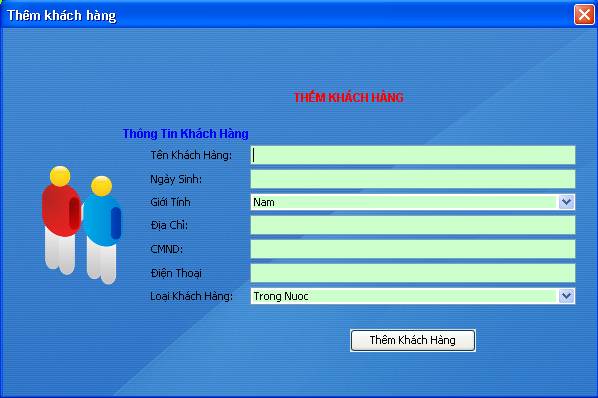 Thêm khách hàng
THÊM KHÁCH HÀNG
Thông Tin Khách Hàng
Tên Khách Hàng:
Ngày Sinh:
Giới Tính Nam
Địa Chỉ:
CMND:
Điện Thoại
Loại Khách Hàng: Trong Nuoc
Thêm Khách Hàng